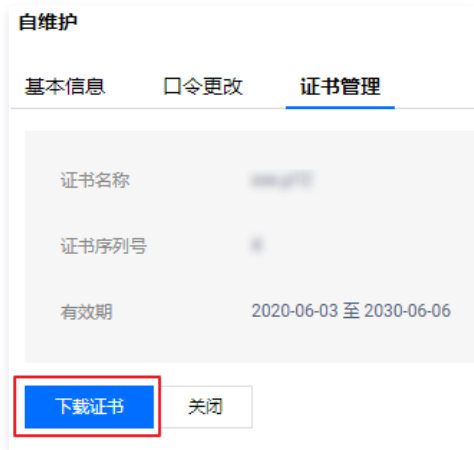 自维护
基本信息 口令更改 证书管理
证书名称
证书序列号
有效期 2020-06-03 至 2030-06-06
下载证书 关闭